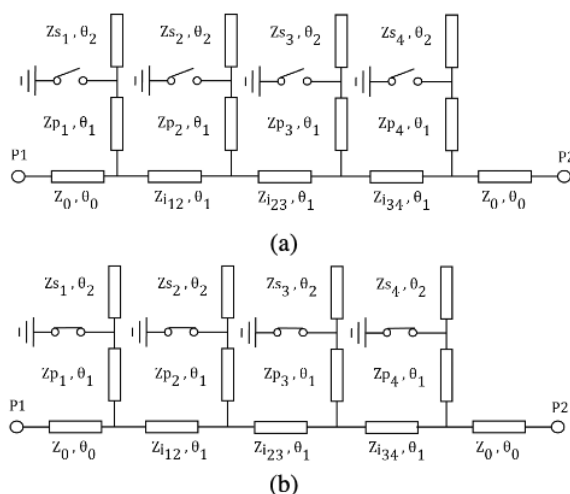 Zs₁, θ₂ Zs₂, θ₂ Zs₃, θ₂ Zs₄, θ₂
Zp₁, θ₁ Zp₂, θ₁ Zp₃, θ₁ Zp₄, θ₁
P1 P2
Z₀, θ₀ Zi₁₂, θ₁ Zi₂₃, θ₁ Zi₃₄, θ₁ Z₀, θ₀
(a)
Zs₁, θ₂ Zs₂, θ₂ Zs₃, θ₂ Zs₄, θ₂
Zp₁, θ₁ Zp₂, θ₁ Zp₃, θ₁ Zp₄, θ₁
P1 P2
Z₀, θ₀ Zi₁₂, θ₁ Zi₂₃, θ₁ Zi₃₄, θ₁ Z₀, θ₀
(b)